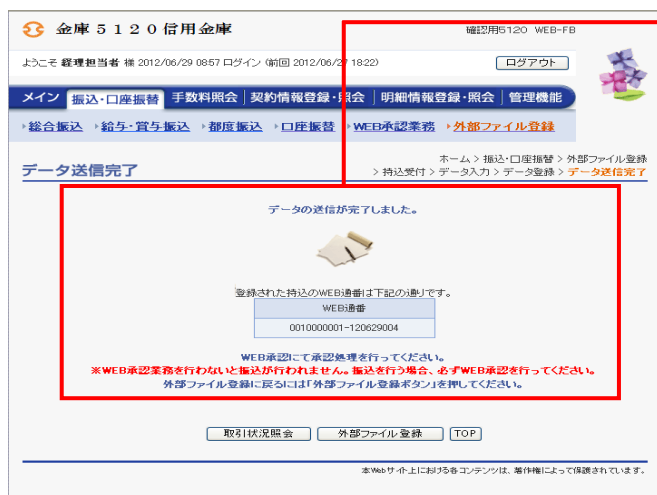 金庫5120信用金庫
確認用5120 WEB-FB
ようこそ 経理担当者 様 2012/06/29 0857 ログイン (前回 2012/06/27 18:22)
ログアウト
メイン 振込・口座振替 手数料照会 契約情報登録・照会 明細情報登録・照会 管理機能
総合振込 給与・賞与振込 都度振込 口座振替 WEB承認業務 外部ファイル登録
データ送信完了
ホーム > 振込・口座振替 > 外部ファイル登録
> 持込受付 > データ入力 > データ登録 > データ送信完了
データの送信が完了しました。
登録された持込のWEB通番は下記の通りです。
WEB通番
0010000001-120629004
WEB承認にて承認処理を行ってください。
※WEB承認業務を行わないと振込が行われません。振込を行う場合、必ずWEB承認を行ってください。
外部ファイル登録に戻るには「外部ファイル登録ボタン」を押してください。
取引状況照会 外部ファイル登録 TOP
本Webサイト上における各コンテンツは、著作権によって保護されています。